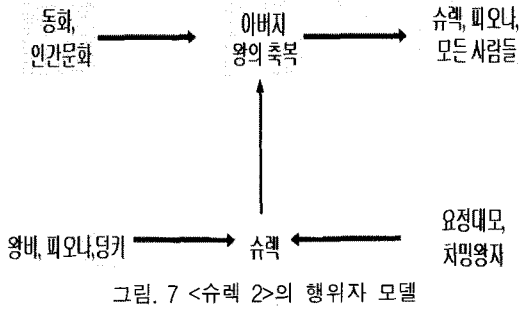 동화,
인간문화
아버지
왕의 축복
슈렉, 피오나,
모든 사람들
왕비, 피오나,덩키
슈렉
요정대모,
차밍왕자
그림. 7 <슈렉 2>의 행위자 모델